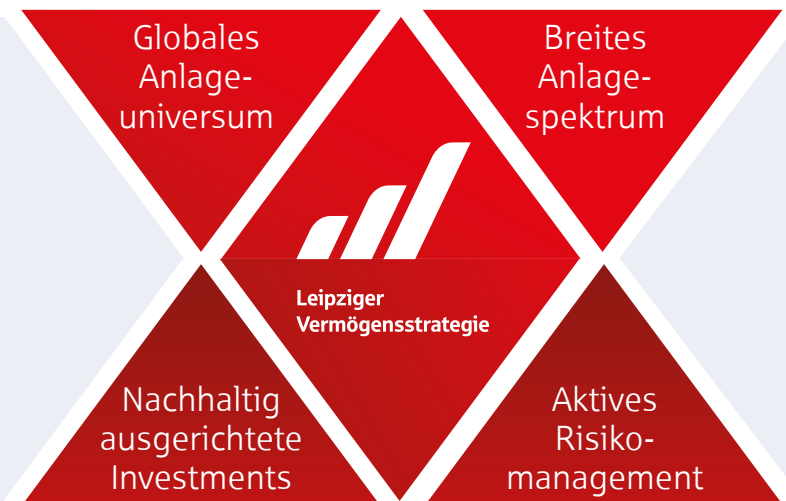 Globales
Anlage-
universum
Breites
Anlage-
spektrum
Leipziger
Vermögensstrategie
Nachhaltig
ausgerichtete
Investments
Aktives
Risiko-
management